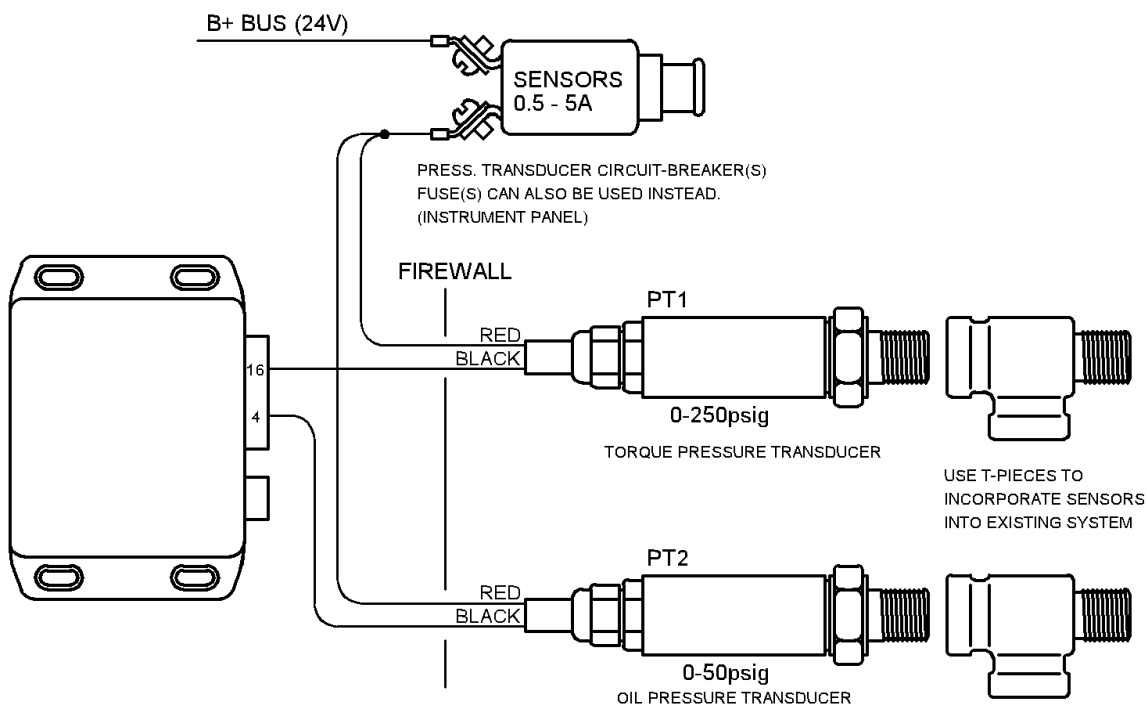 B+ BUS (24V)
SENSORS
0.5 - 5A
PRESS. TRANSDUCER CIRCUIT-BREAKER(S)
FUSE(S) CAN ALSO BE USED INSTEAD.
(INSTRUMENT PANEL)
FIREWALL
PT1
RED
BLACK
16
4
0-250psig
TORQUE PRESSURE TRANSDUCER
USE T-PIECES TO
INCORPORATE SENSORS
INTO EXISTING SYSTEM
PT2
RED
BLACK
0-50psig
OIL PRESSURE TRANSDUCER